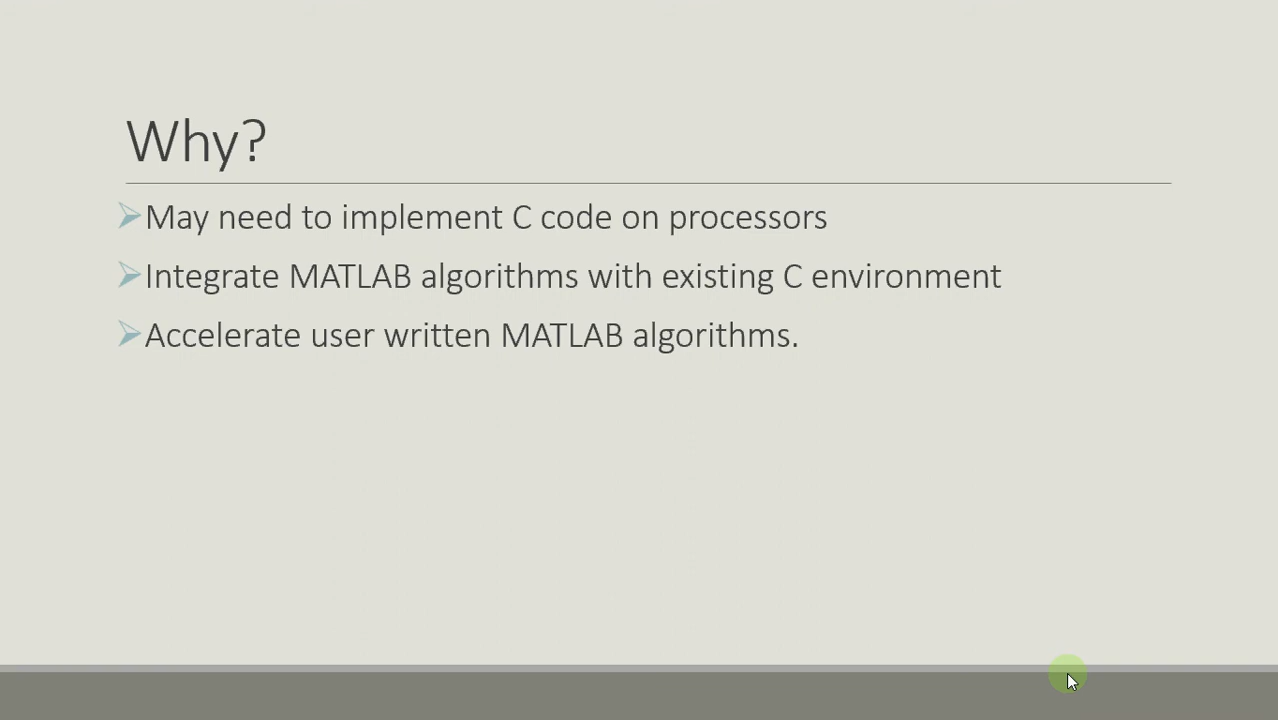 Why?
May need to implement C code on processors
Integrate MATLAB algorithms with existing C environment
Accelerate user written MATLAB algorithms.